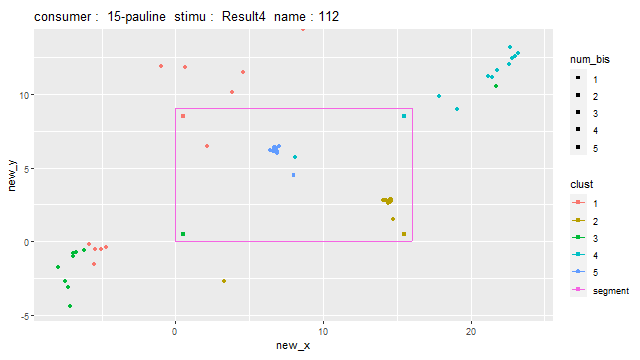 consumer :  15-pauline  stimu :  Result4  name : 112
new_y
10
5
0
-5
0
10
20
new_x
num_bis
1
2
3
4
5
clust
1
2
3
4
5
segment